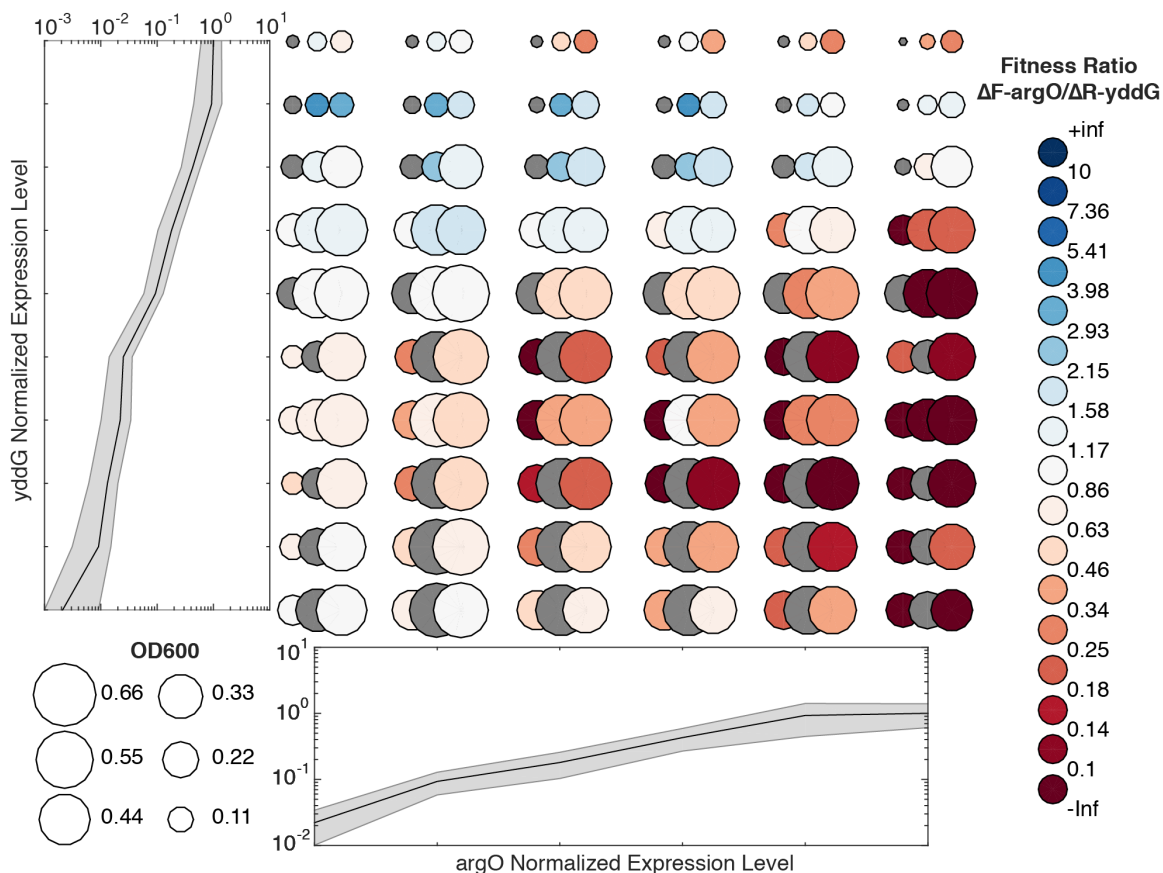 10^-3 10^-2 10^-1 10^0 10^1
yddG Normalized Expression Level
Fitness Ratio
ΔF-argO/ΔR-yddG
+inf
10
7.36
5.41
3.98
2.93
2.15
1.58
1.17
0.86
0.63
0.46
0.34
0.25
0.18
0.14
0.1
-Inf
OD600
0.66 0.33
0.55 0.22
0.44 0.11
10^1
10^0
10^-1
10^-2
argO Normalized Expression Level